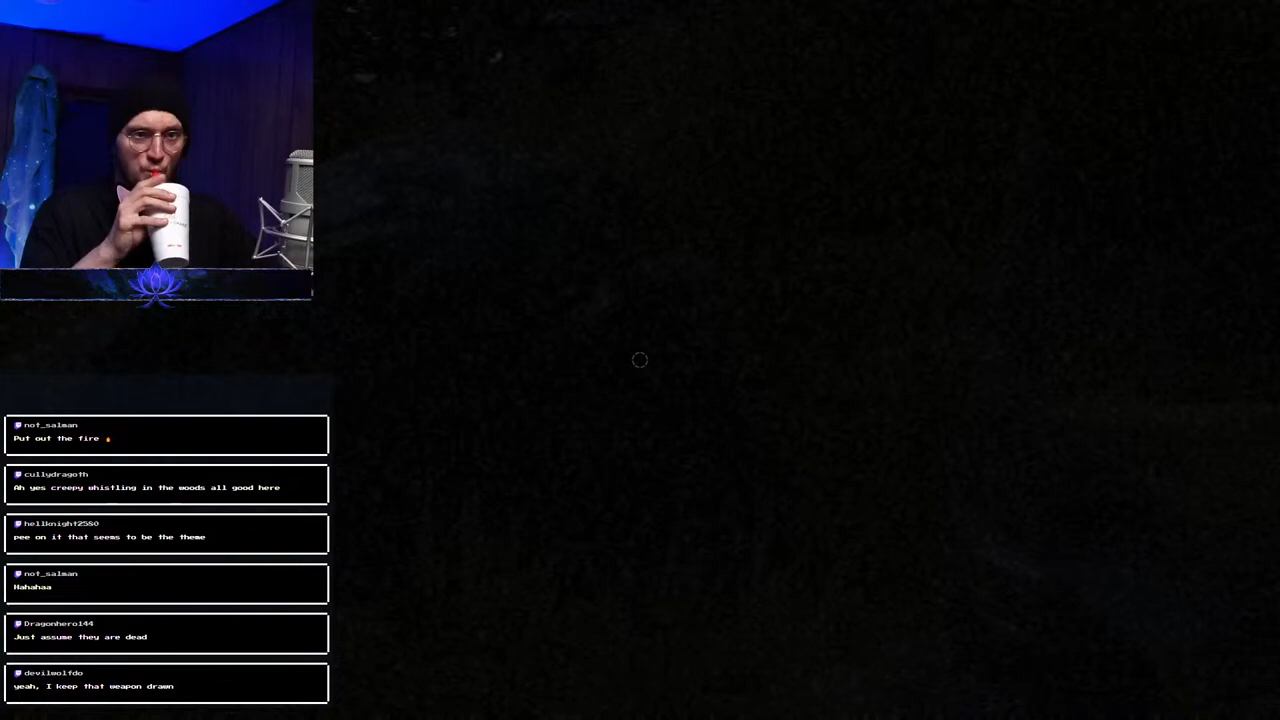 not_salman
Put out the fire 🔥
cullydragoth
Ah yes creepy whistling in the woods all good here
hellknight2580
pee on it that seems to be the theme
not_salman
Hahahaa
Dragonhero144
Just assume they are dead
devilwolfdo
yeah, I keep that weapon drawn